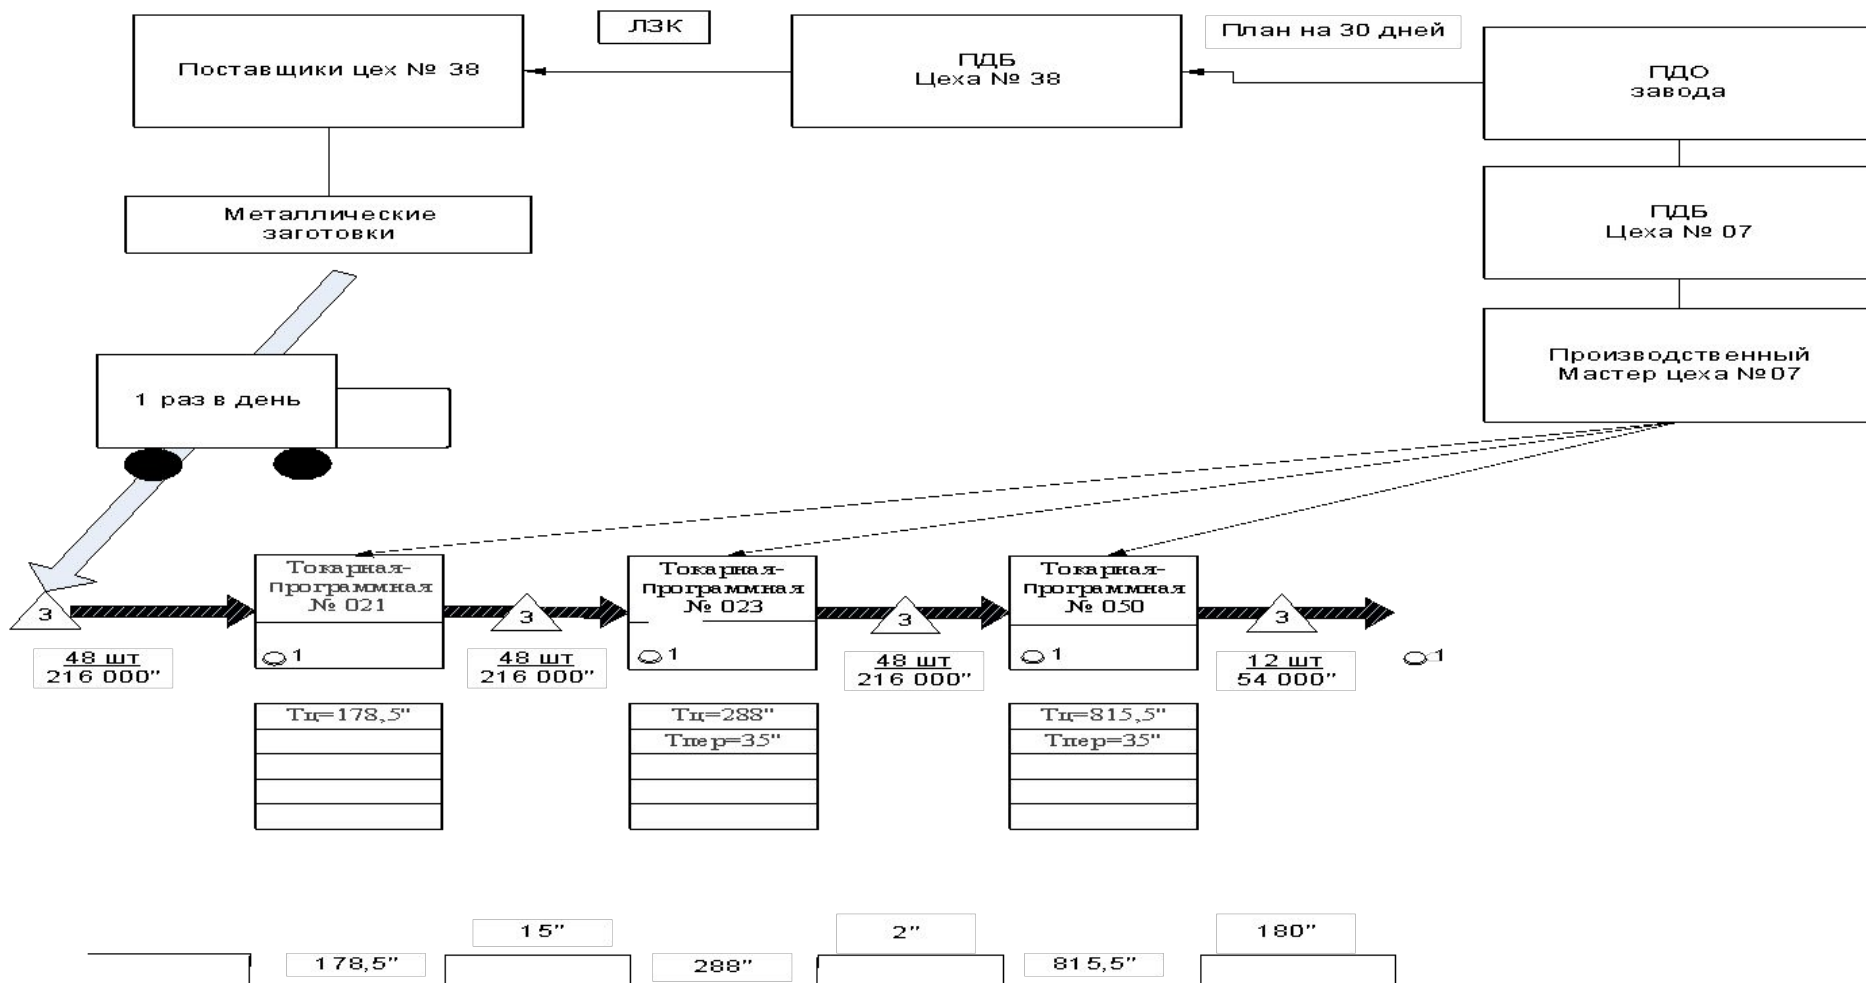 ЛЗК
План на 30 дней
Поставщики цех № 38
ПДБ
Цеха № 38
ПДО
завода
Металлические
заготовки
ПДБ
Цеха № 07
Производственный
Мастер цеха №07
1 раз в день
Токарная-
программная
№ 021
Токарная-
программная
№ 023
Токарная-
программная
№ 050
3
3
3
3
1
1
1
1
48 шт
216 000"
48 шт
216 000"
48 шт
216 000"
12 шт
54 000"
Тц=178,5"
Тц=288"
Тпер=35"
Тц=815,5"
Тпер=35"
15"
2"
180"
178,5"
288"
815,5"